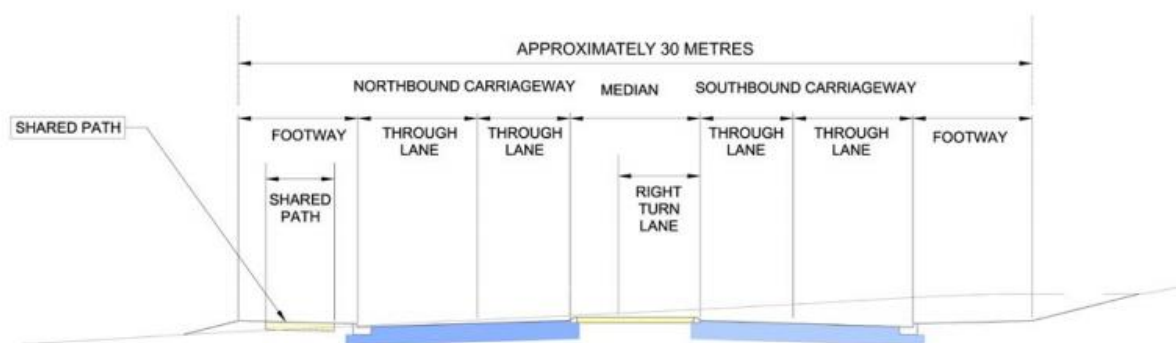 APPROXIMATELY 30 METRES
NORTHBOUND CARRIAGEWAY
MEDIAN
SOUTHBOUND CARRIAGEWAY
SHARED PATH
FOOTWAY
THROUGH
LANE
THROUGH
LANE
THROUGH
LANE
THROUGH
LANE
FOOTWAY
SHARED
PATH
RIGHT
TURN
LANE